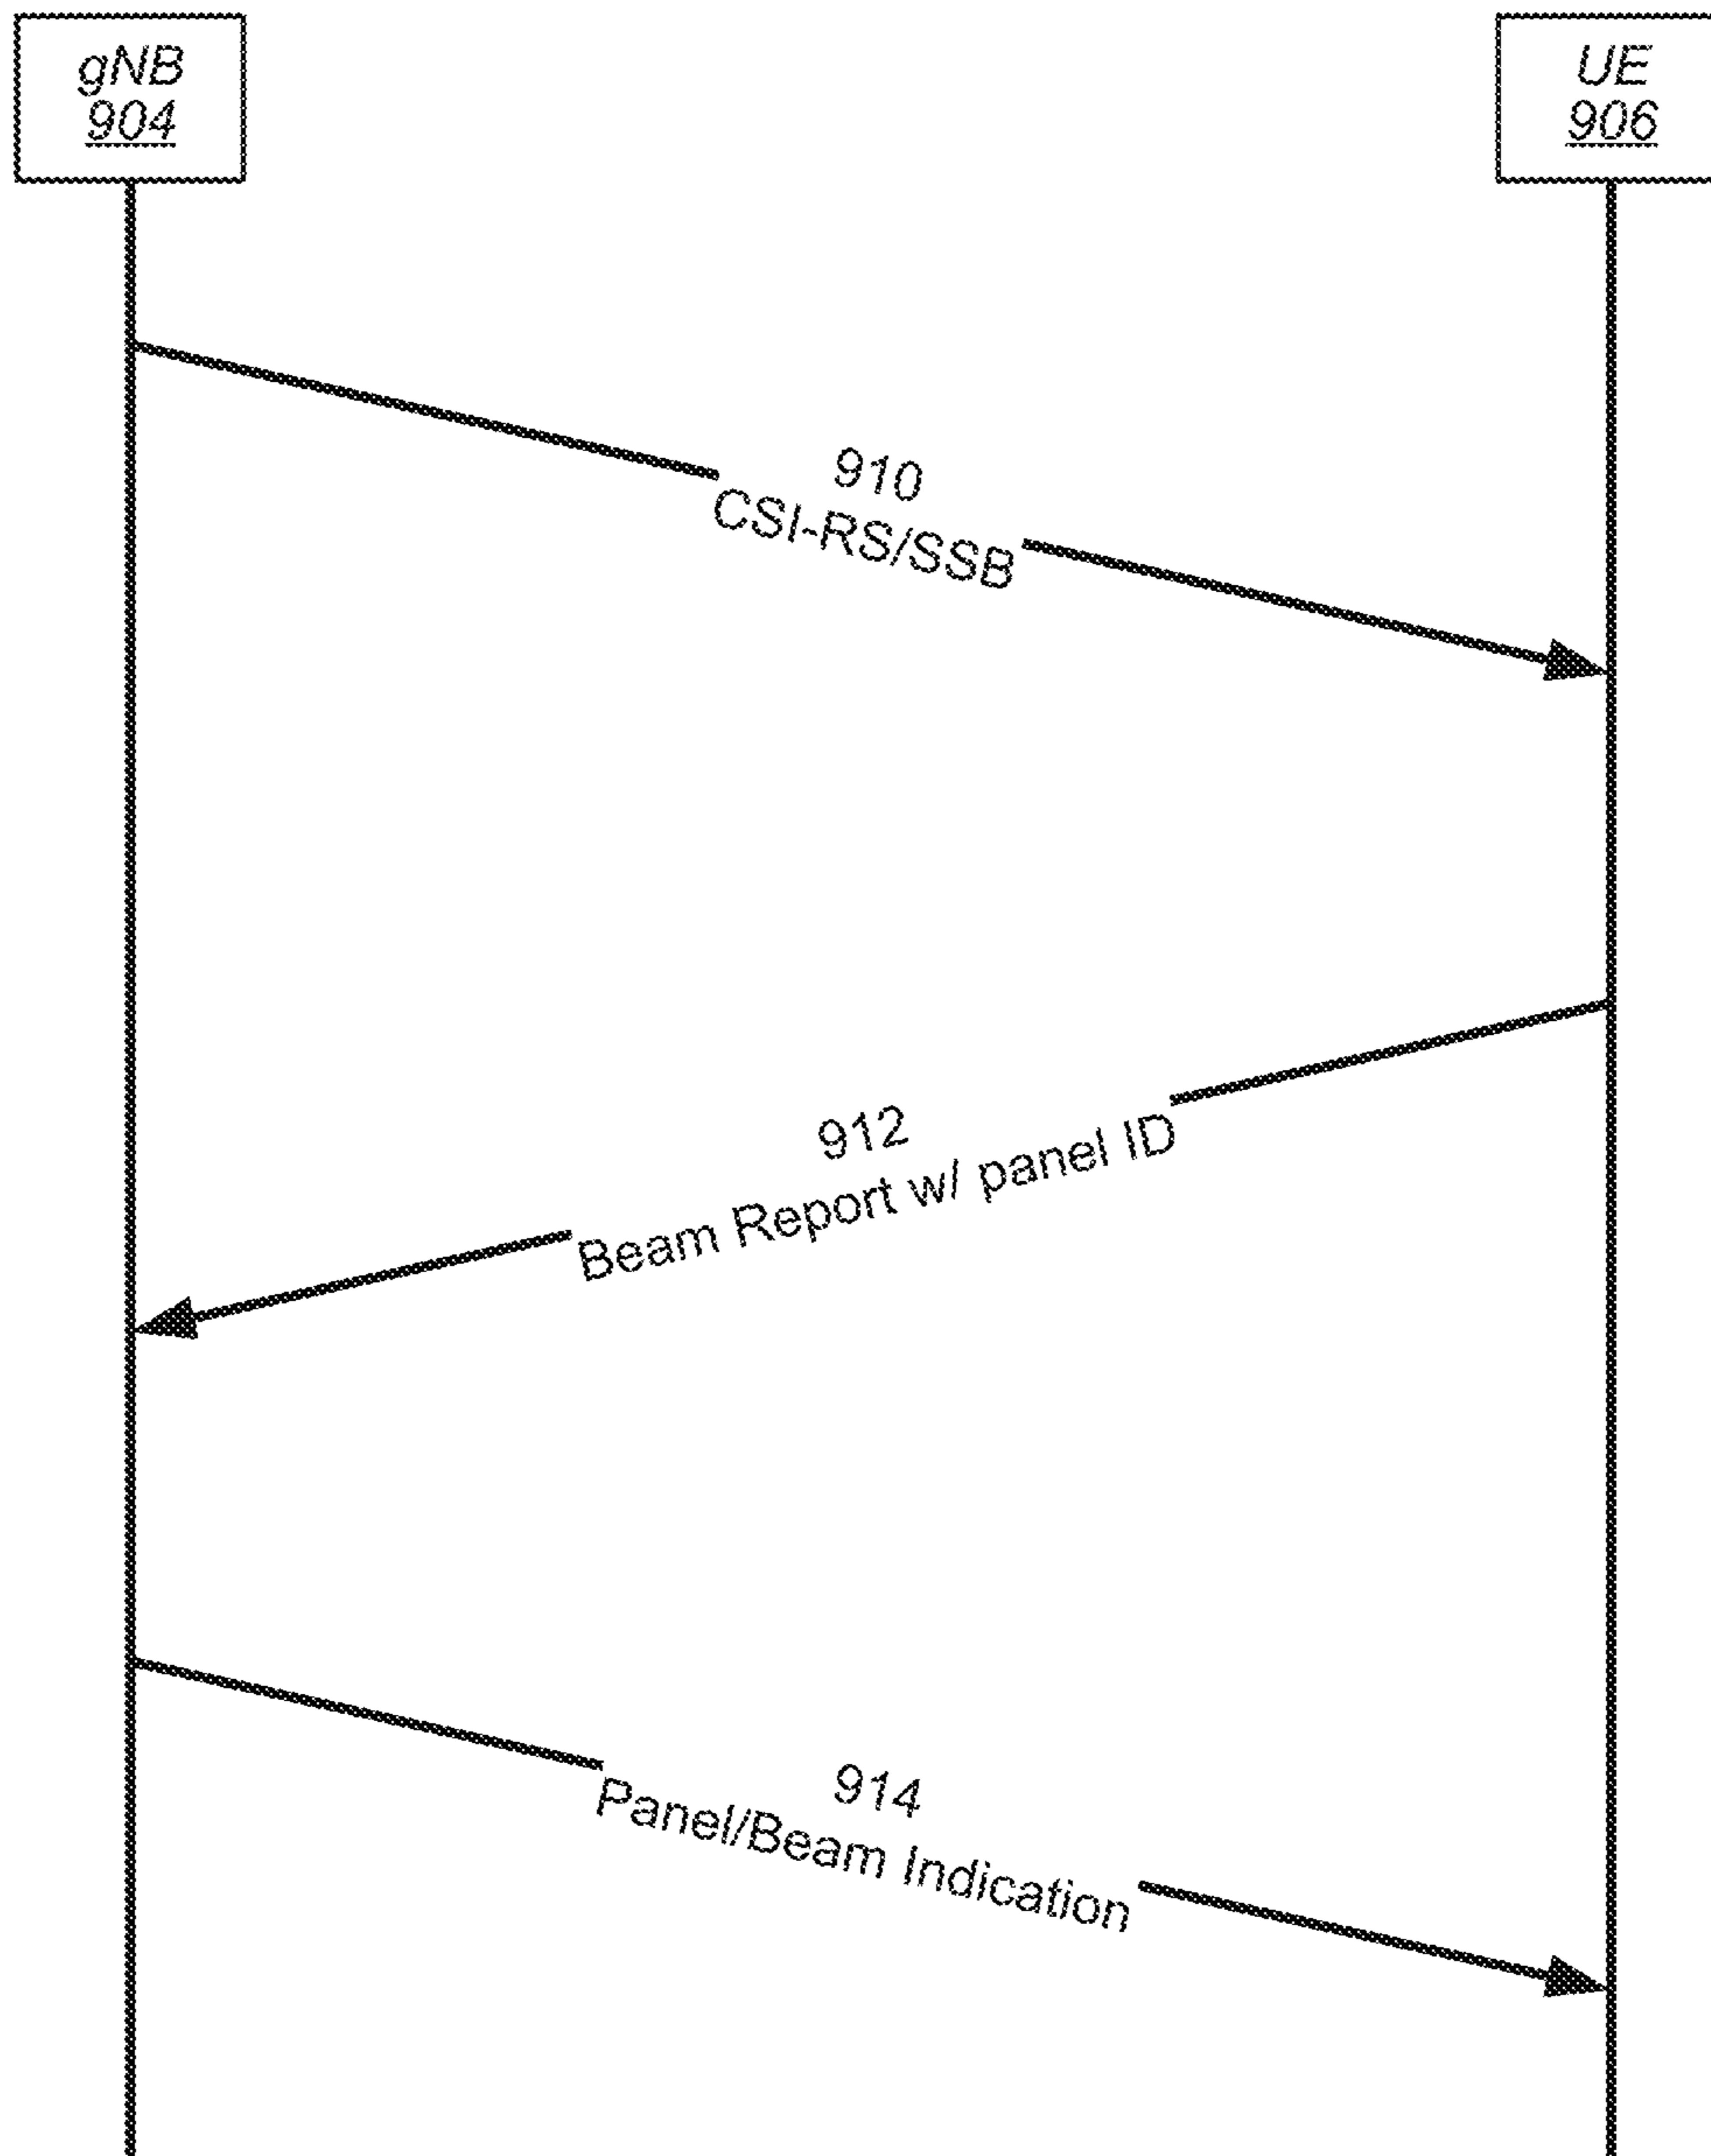 gNB
904
UE
906
910
CSI-RS/SSB
912
Beam Report w/ panel ID
914
Panel/Beam Indication